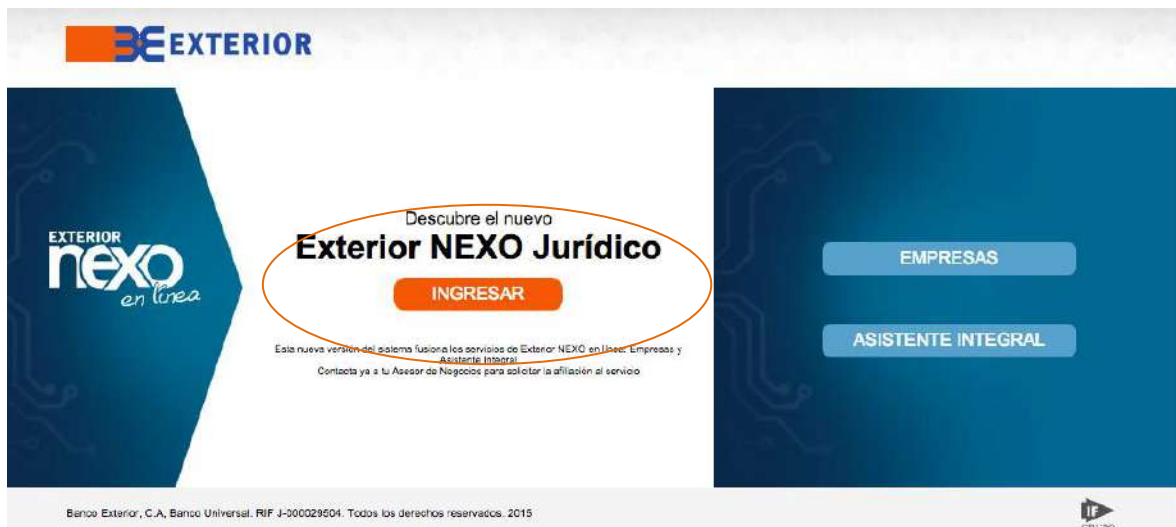 EXTERIOR
Descubre el nuevo
Exterior NEXO Jurídico
INGRESAR
Esta nueva versión del sistema fusiona los servicios de Exterior NEXO en línea: Empresas y
Asistente Integral
Contacta ya a tu Asesor de Negocios para solicitar la afiliación al servicio
EXTERIOR
nexo
en línea
EMPRESAS
ASISTENTE INTEGRAL
Banco Exterior, C.A, Banco Universal. RIF J-000029504. Todos los derechos reservados. 2015
IF
GRUPO